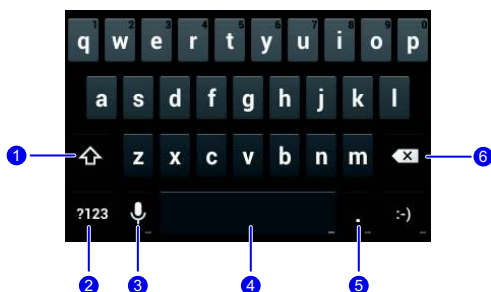 1 2 3 4 5 6 7 8 9 0
q w e r t y u i o p
a s d f g h j k l
1 z x c v b n m 6
?123 . :-)
2 3 4 5